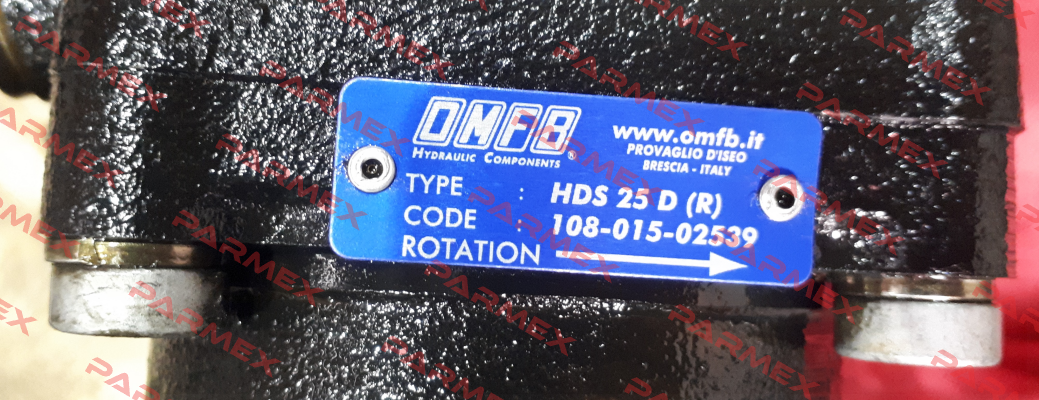 OMFB
HYDRAULIC COMPONENTS®
www.omfb.it
PROVAGLIO D'ISEO
BRESCIA - ITALY
TYPE : HDS 25 D (R)
CODE : 108-015-02539
ROTATION
PARMEX